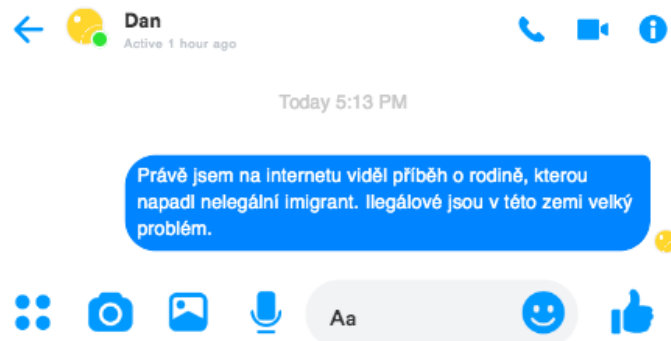 Dan
Active 1 hour ago
Today 5:13 PM
Právě jsem na internetu viděl příběh o rodině, kterou
napadl nelegální imigrant. Ilegálové jsou v této zemi velký
problém.
Aa